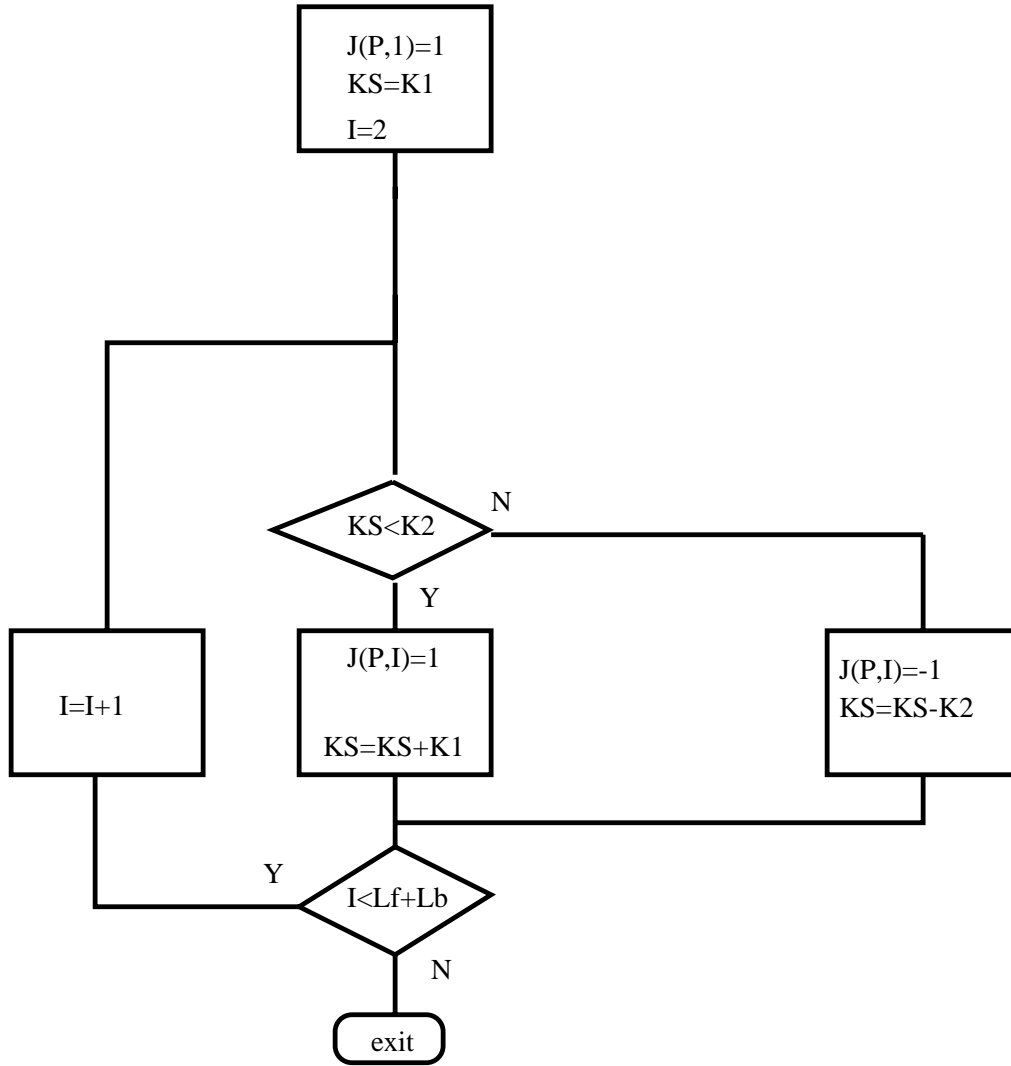 J(P,1)=1
KS=K1
I=2
KS<K2
N
Y
J(P,I)=1
KS=KS+K1
J(P,I)=-1
KS=KS-K2
I=I+1
Y
I<Lf+Lb
N
exit